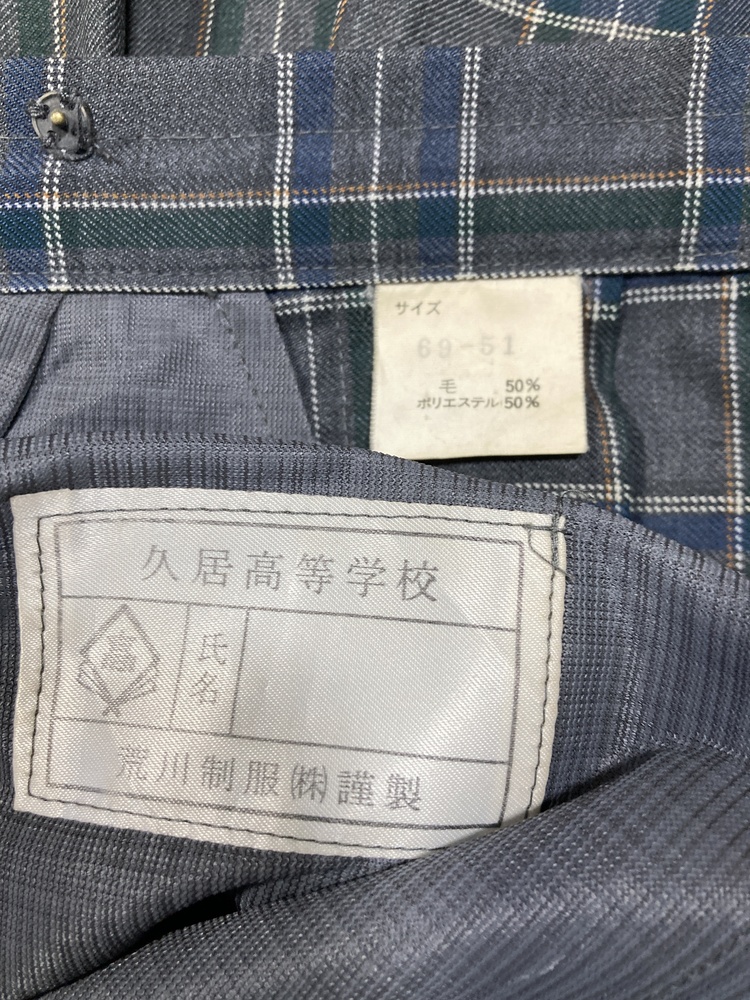 サイズ
69-51
毛 50%
ポリエステル 50%
久居高等学校
高
氏名
荒川制服㈱謹製